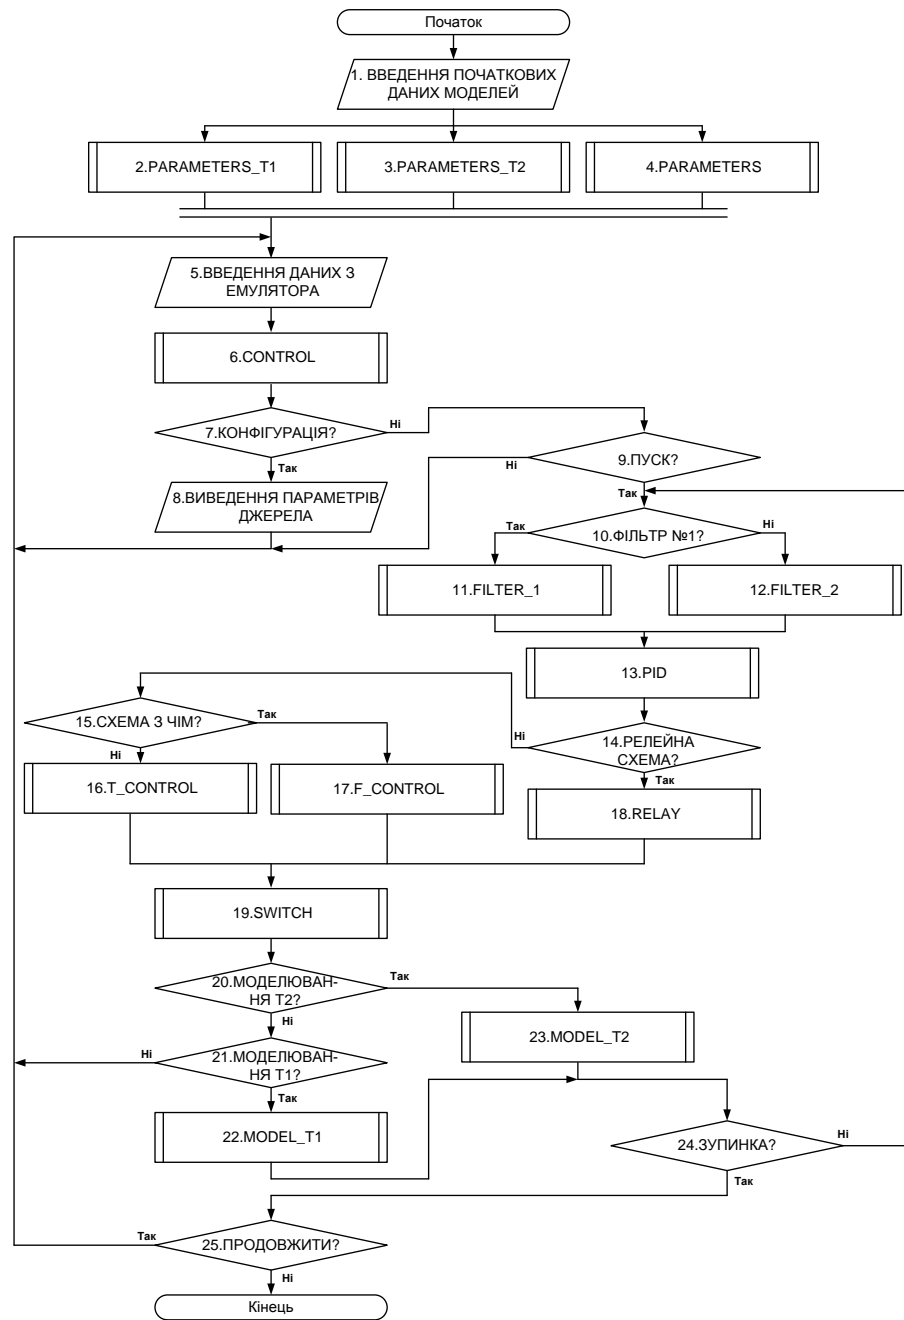 Початок
1. ВВЕДЕННЯ ПОЧАТКОВИХ
ДАНИХ МОДЕЛЕЙ
2.PARAMETERS_T1
3.PARAMETERS_T2
4.PARAMETERS
5.ВВЕДЕННЯ ДАНИХ З
ЕМУЛЯТОРА
6.CONTROL
7.КОНФІГУРАЦІЯ?
Ні
Так
8.ВИВЕДЕННЯ ПАРАМЕТРІВ
ДЖЕРЕЛА
9.ПУСК?
Ні
Так
10.ФІЛЬТР №1?
Так
Ні
11.FILTER_1
12.FILTER_2
13.PID
14.РЕЛЕЙНА
СХЕМА?
Ні
Так
15.СХЕМА З ЧІМ?
Так
Ні
16.T_CONTROL
17.F_CONTROL
18.RELAY
19.SWITCH
20.МОДЕЛЮВАН-
НЯ Т2?
Так
Ні
21.МОДЕЛЮВАН-
НЯ Т1?
Ні
Так
22.MODEL_T1
23.MODEL_T2
24.ЗУПИНКА?
Ні
Так
25.ПРОДОВЖИТИ?
Так
Ні
Кінець